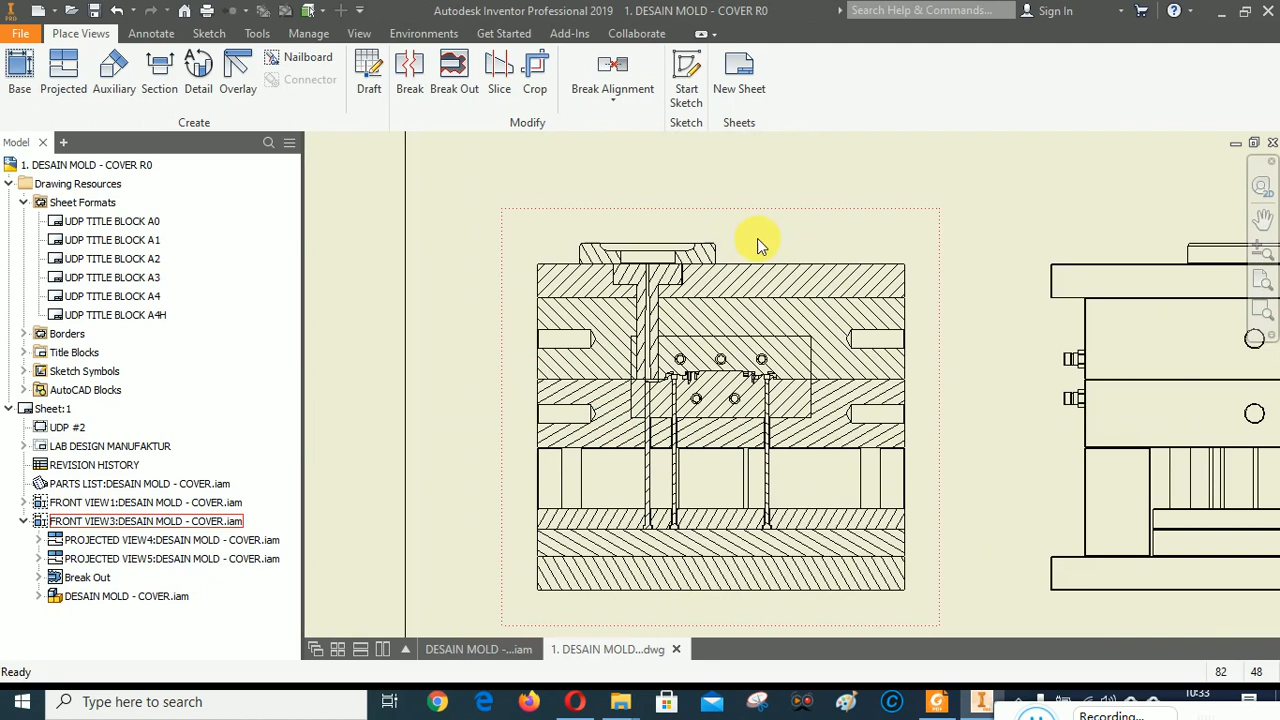 PRO
Autodesk Inventor Professional 2019 1. DESAIN MOLD - COVER R0
Search Help & Commands...
Sign In
File Place Views Annotate Sketch Tools Manage View Environments Get Started Add-Ins Collaborate
Base Projected Auxiliary Section Detail Overlay
Nailboard
Connector
Draft
Break Break Out Slice Crop
Break Alignment
Start Sketch
New Sheet
Create Modify Sketch Sheets
Model
1. DESAIN MOLD - COVER R0
Drawing Resources
Sheet Formats
UDP TITLE BLOCK A0
UDP TITLE BLOCK A1
UDP TITLE BLOCK A2
UDP TITLE BLOCK A3
UDP TITLE BLOCK A4
UDP TITLE BLOCK A4H
Borders
Title Blocks
Sketch Symbols
AutoCAD Blocks
Sheet:1
UDP #2
LAB DESIGN MANUFAKTUR
REVISION HISTORY
PARTS LIST:DESAIN MOLD - COVER.iam
FRONT VIEW1:DESAIN MOLD - COVER.iam
FRONT VIEW3:DESAIN MOLD - COVER.iam
PROJECTED VIEW4:DESAIN MOLD - COVER.iam
PROJECTED VIEW5:DESAIN MOLD - COVER.iam
Break Out
DESAIN MOLD - COVER.iam
DESAIN MOLD -...iam
1. DESAIN MOLD...dwg
Ready
82 48
Type here to search
10:33
Recording...